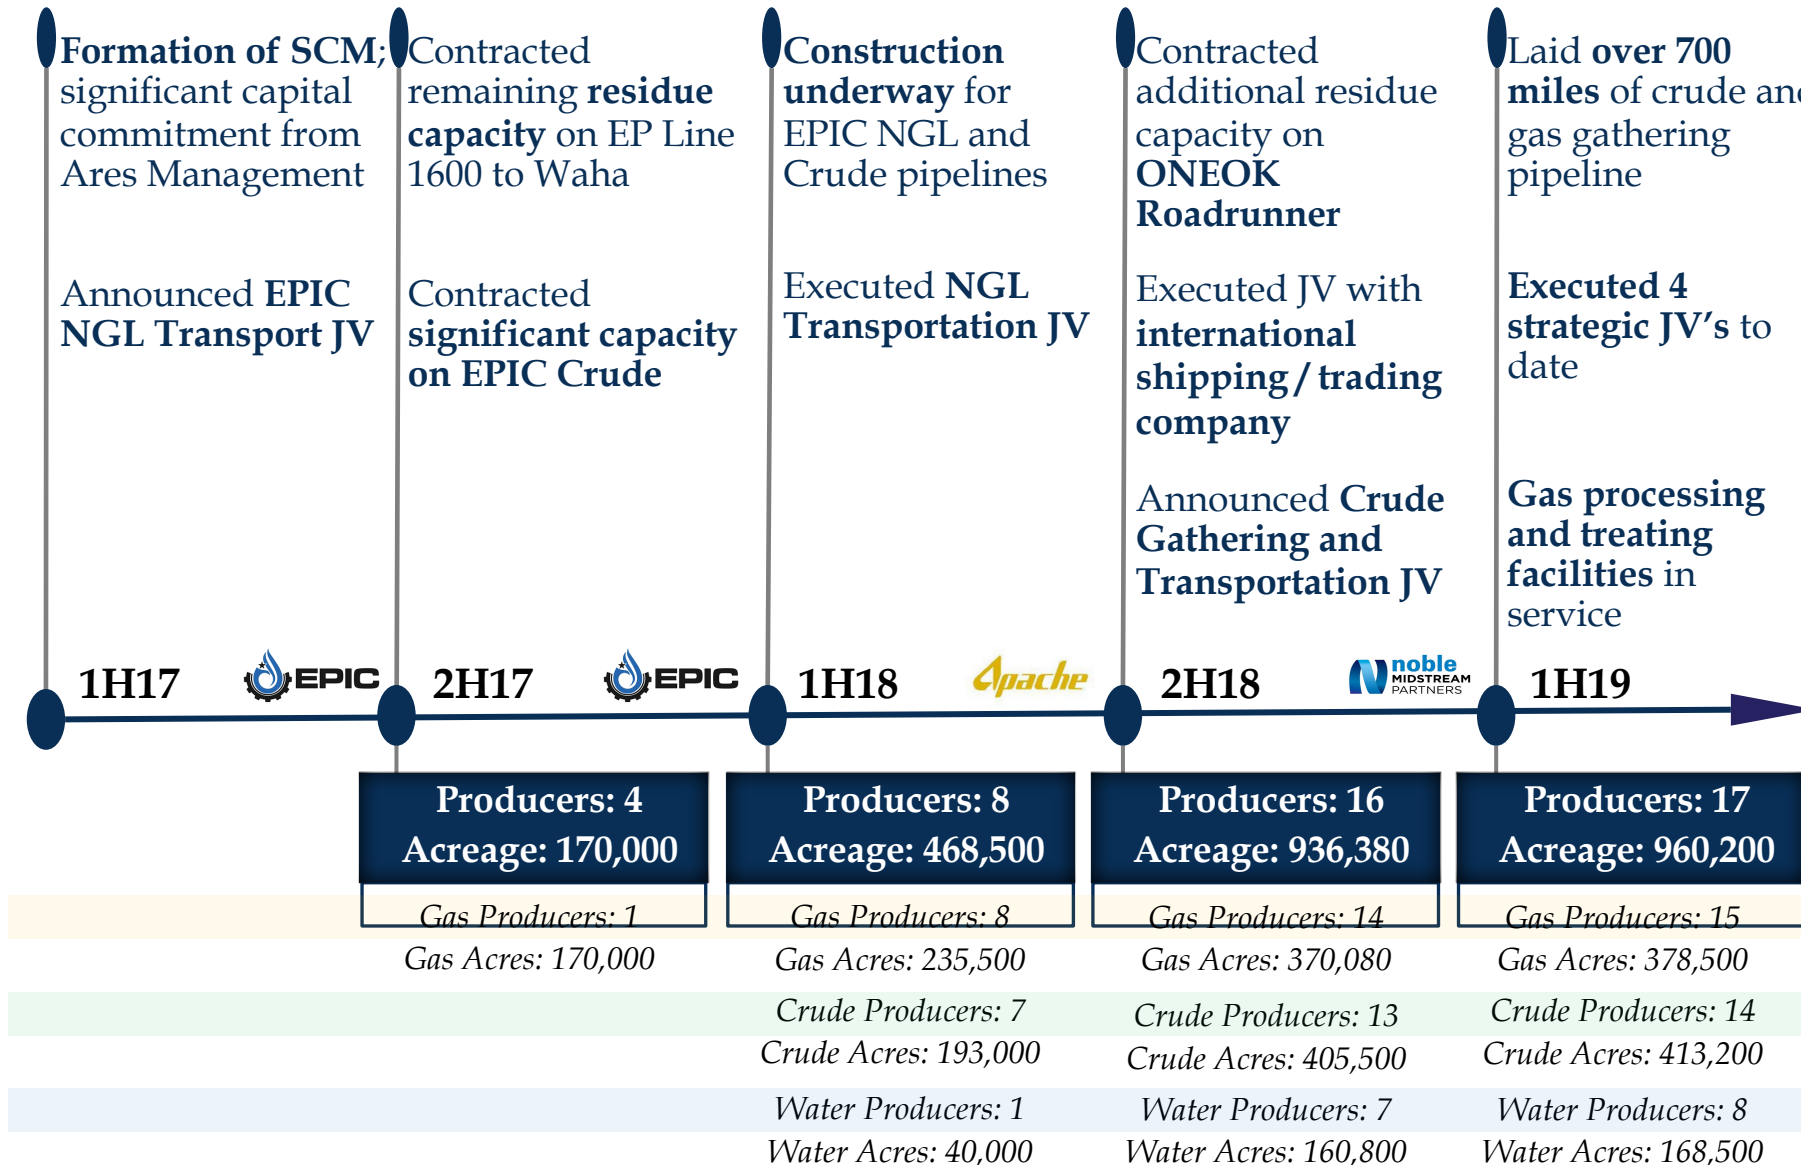 Formation of SCM;
significant capital
commitment from
Ares Management
Announced EPIC
NGL Transport JV
Contracted
remaining residue
capacity on EP Line
1600 to Waha
Contracted
significant capacity
on EPIC Crude
Construction
underway for
EPIC NGL and
Crude pipelines
Executed NGL
Transportation JV
Contracted
additional residue
capacity on
ONEOK
Roadrunner
Executed JV with
international
shipping / trading
company
Announced Crude
Gathering and
Transportation JV
Laid over 700
miles of crude and
gas gathering
pipeline
Executed 4
strategic JV's to
date
Gas processing
and treating
facilities in
service
1H17
EPIC
2H17
EPIC
1H18
Apache
2H18
noble
MIDSTREAM
PARTNERS
1H19
Producers: 4
Acreage: 170,000
Gas Producers: 1
Gas Acres: 170,000
Producers: 8
Acreage: 468,500
Gas Producers: 8
Gas Acres: 235,500
Crude Producers: 7
Crude Acres: 193,000
Water Producers: 1
Water Acres: 40,000
Producers: 16
Acreage: 936,380
Gas Producers: 14
Gas Acres: 370,080
Crude Producers: 13
Crude Acres: 405,500
Water Producers: 7
Water Acres: 160,800
Producers: 17
Acreage: 960,200
Gas Producers: 15
Gas Acres: 378,500
Crude Producers: 14
Crude Acres: 413,200
Water Producers: 8
Water Acres: 168,500